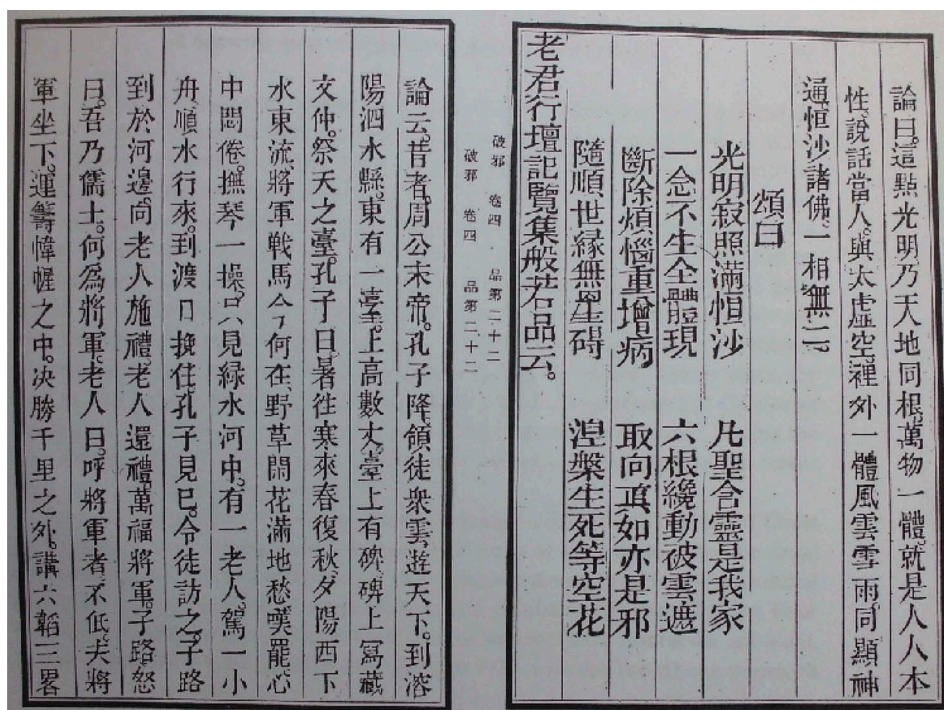 論曰。這點光明乃天地同根。萬物一體。就是人人本
性。說話當人。與太虛空。裡外一體風雲雪雨。同顯神
通。恒沙諸佛。一相無二。
頌曰
光明寂照滿恒沙 凡聖含靈是我家
一念不生全體現 六根纔動破雲遮
斷除煩惱重增病 取向真如亦是邪
隨順世緣無罣碍 涅槃生死等空花
老君行壇記覽集般若品云。
破邪 卷四 品第二十二
破邪 卷四 品第二十二
論云。昔者。周公末帝。孔子降。領徒衆雲遊天下。到溶
陽泗水縣。東有一臺。上高數丈。臺上有碑。碑上寫藏
文仲。祭天之臺。孔子曰。暑往寒來春復秋。夕陽西下
水東流。將軍戰馬今何在。野草閒花滿地愁。嘆罷。心
中悶倦。撫琴一操。只見緑水河中。有一老人。駕一小
舟。順水行來。到渡口挽住。孔子見已。令徒訪之。子路
到於河邊。向老人施禮。老人還禮。萬福將軍。子路怒
曰。吾乃儒士。何爲將軍。老人曰。呼將軍者。不低。夫將
軍坐下。運籌幃幄之中。决勝千里之外。講六韜三畧